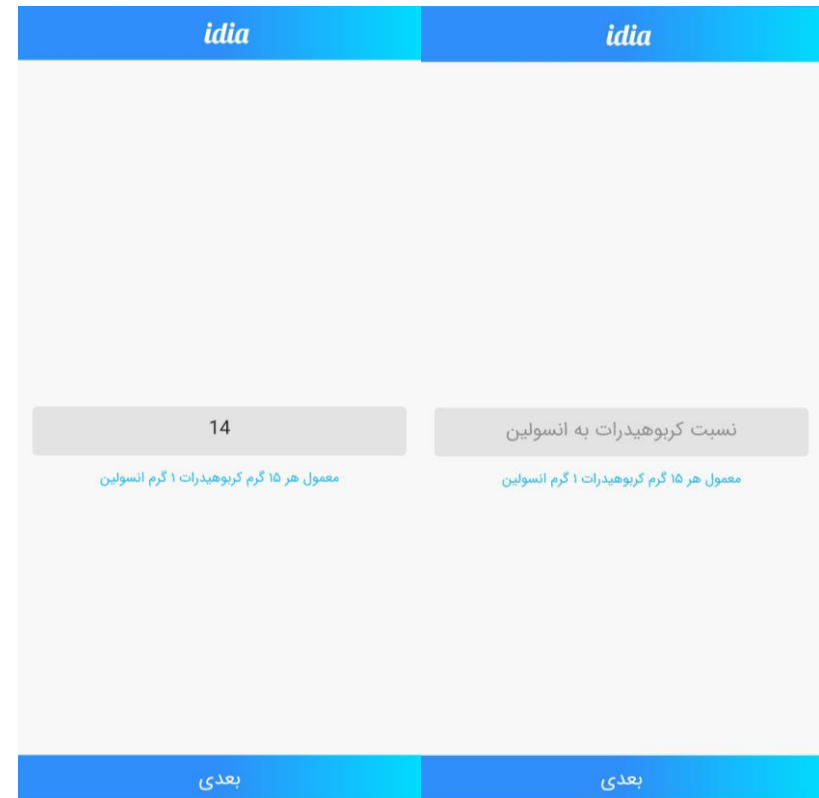 idia
14
معمول هر ۱۵ گرم کربوهیدرات ۱ گرم انسولین
بعدی
idia
نسبت کربوهیدرات به انسولین
معمول هر ۱۵ گرم کربوهیدرات ۱ گرم انسولین
بعدی